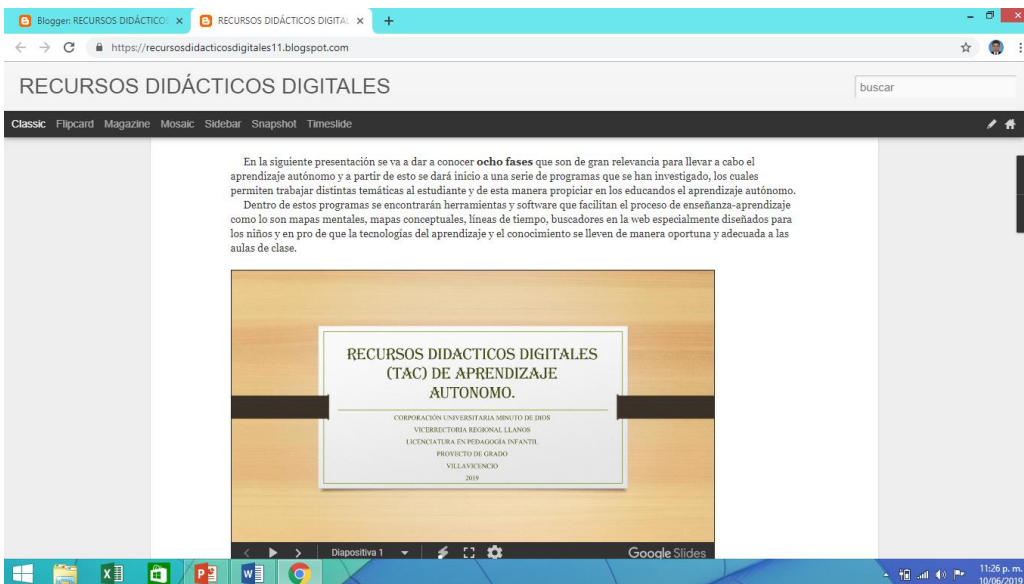 Blogger: RECURSOS DIDÁCTICO
RECURSOS DIDÁCTICOS DIGITAL
https://recursosdidacticosdigitales11.blogspot.com
RECURSOS DIDÁCTICOS DIGITALES
buscar
Classic Flipcard Magazine Mosaic Sidebar Snapshot Timeslide
En la siguiente presentación se va a dar a conocer ocho fases que son de gran relevancia para llevar a cabo el
aprendizaje autónomo y a partir de esto se dará inicio a una serie de programas que se han investigado, los cuales
permiten trabajar distintas temáticas al estudiante y de esta manera propiciar en los educandos el aprendizaje autónomo.
Dentro de estos programas se encontrarán herramientas y software que facilitan el proceso de enseñanza-aprendizaje
como lo son mapas mentales, mapas conceptuales, líneas de tiempo, buscadores en la web especialmente diseñados para
los niños y en pro de que la tecnologías del aprendizaje y el conocimiento se lleven de manera oportuna y adecuada a las
aulas de clase.
RECURSOS DIDACTICOS DIGITALES
(TAC) DE APRENDIZAJE
AUTONOMO.
CORPORACIÓN UNIVERSITARIA MINUTO DE DIOS
VICERRECTORIA REGIONAL LLANOS
LICENCIATURA EN PEDAGOGÍA INFANTIL
PROYECTO DE GRADO
VILLAVICENCIO
2019
Diapositiva 1
Google Slides
11:26 p. m.
10/06/2019